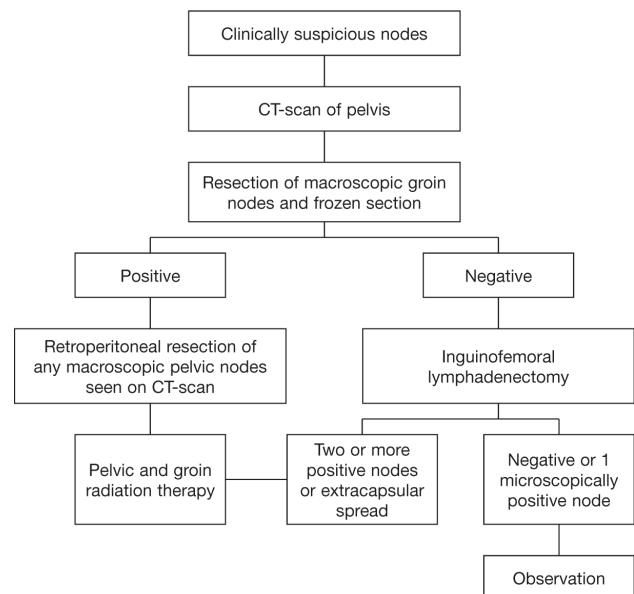 Clinically suspicious nodes
CT-scan of pelvis
Resection of macroscopic groin
nodes and frozen section
Positive
Negative
Retroperitoneal resection of
any macroscopic pelvic nodes
seen on CT-scan
Inguinofemoral
lymphadenectomy
Pelvic and groin
radiation therapy
Two or more
positive nodes
or extracapsular
spread
Negative or 1
microscopically
positive node
Observation